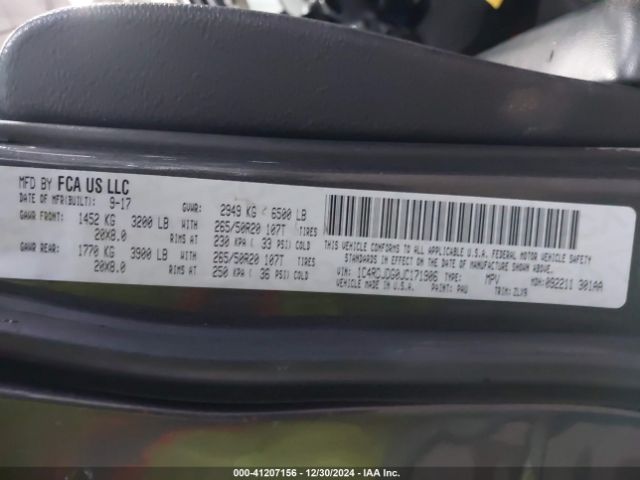 MFD BY FCA US LLC
DATE OF MFR(BUILT): 9-17 GVWR: 2949 KG / 6500 LB
GAWR FRONT: 1452 KG 3200 LB WITH 265/50R20 107T TIRES
20X8.0 RIMS AT 230 KPA ( 33 PSI) COLD
GAWR REAR: 1770 KG 3900 LB WITH 265/50R20 107T TIRES
20X8.0 RIMS AT 250 KPA ( 36 PSI) COLD
THIS VEHICLE CONFORMS TO ALL APPLICABLE U.S.A. FEDERAL MOTOR VEHICLE SAFETY
STANDARDS IN EFFECT ON THE DATE OF MANUFACTURE SHOWN ABOVE.
VIN: 1C4RDJDG0JC171906 TYPE: MPV MDH: 092211 301AA
VEHICLE MADE IN U.S.A. PAINT: PAU TRIM: ZLX9
000-41207156 - 12/30/2024 - IAA Inc.